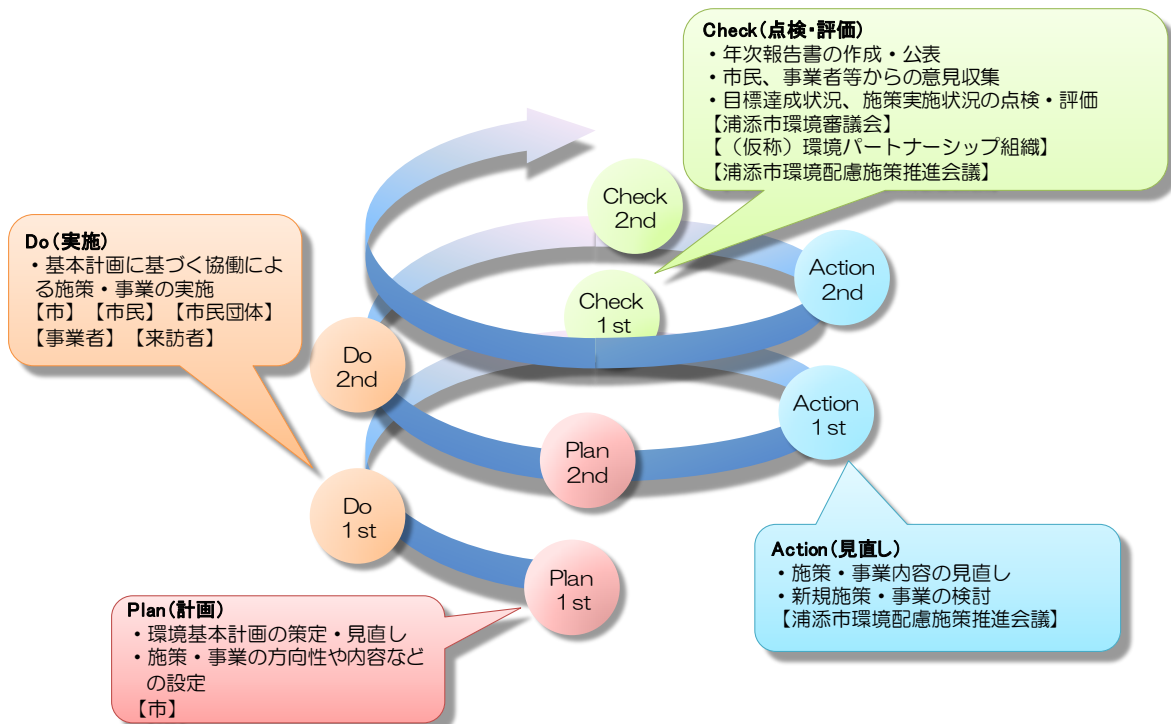 Check(点検・評価)
・年次報告書の作成・公表
・市民、事業者等からの意見収集
・目標達成状況、施策実施状況の点検・評価
【浦添市環境審議会】
【（仮称）環境パートナーシップ組織】
【浦添市環境配慮施策推進会議】
Check
2nd
Do(実施)
・基本計画に基づく協働によ
る施策・事業の実施
【市】【市民】【市民団体】
【事業者】【来訪者】
Action
2nd
Check
1st
Do
2nd
Action
1st
Plan
2nd
Do
1st
Action(見直し)
・施策・事業内容の見直し
・新規施策・事業の検討
【浦添市環境配慮施策推進会議】
Plan
1st
Plan(計画)
・環境基本計画の策定・見直し
・施策・事業の方向性や内容など
の設定
【市】